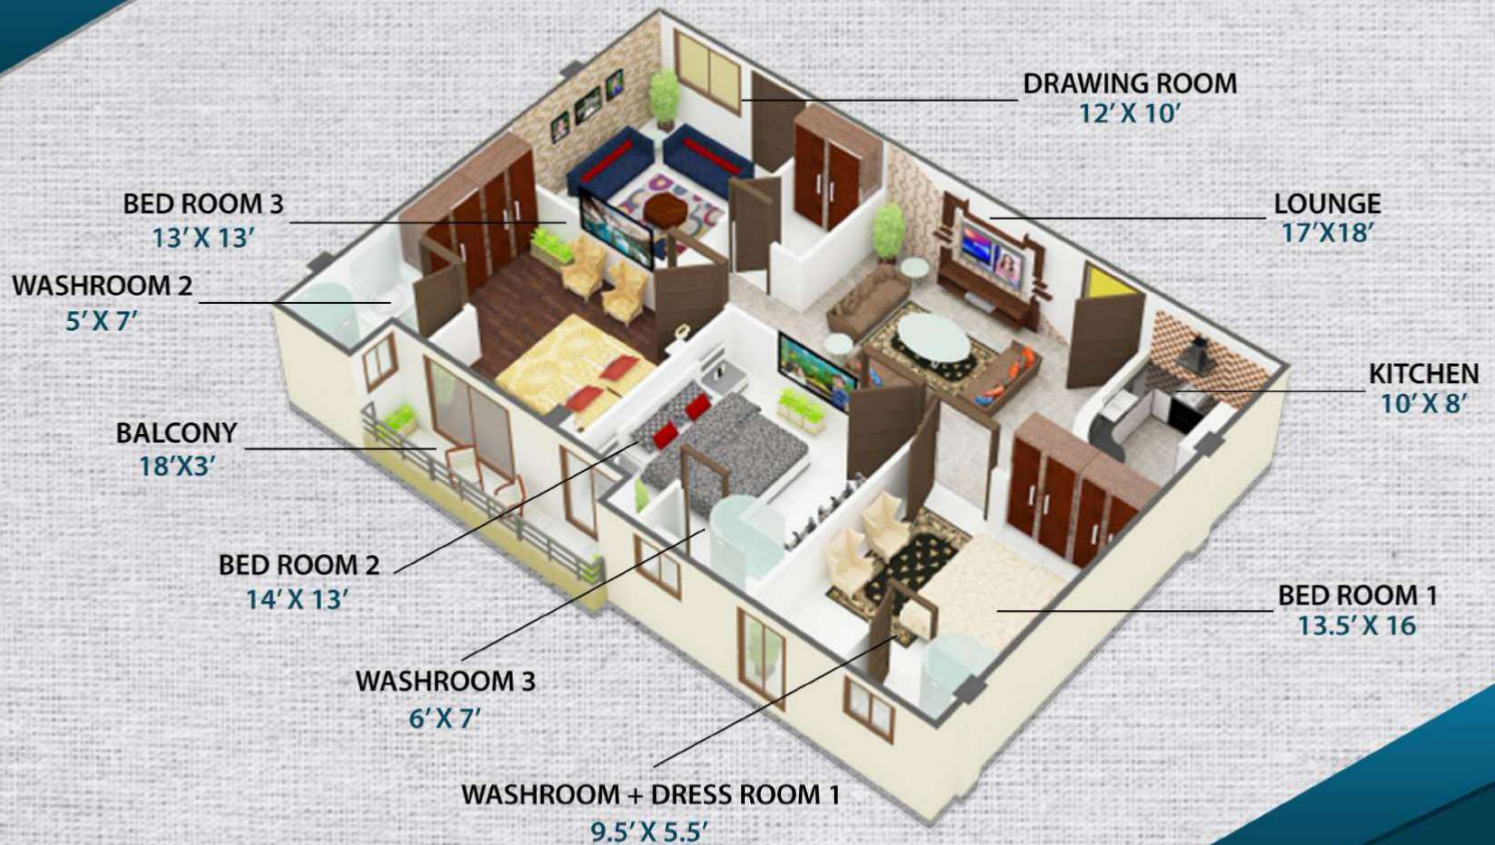 DRAWING ROOM
12’ X 10’
LOUNGE
17’X18’
BED ROOM 3
13’ X 13’
WASHROOM 2
5’ X 7’
KITCHEN
10’ X 8’
BALCONY
18’X3’
BED ROOM 2
14’ X 13’
BED ROOM 1
13.5’ X 16
WASHROOM 3
6’ X 7’
WASHROOM + DRESS ROOM 1
9.5’ X 5.5’